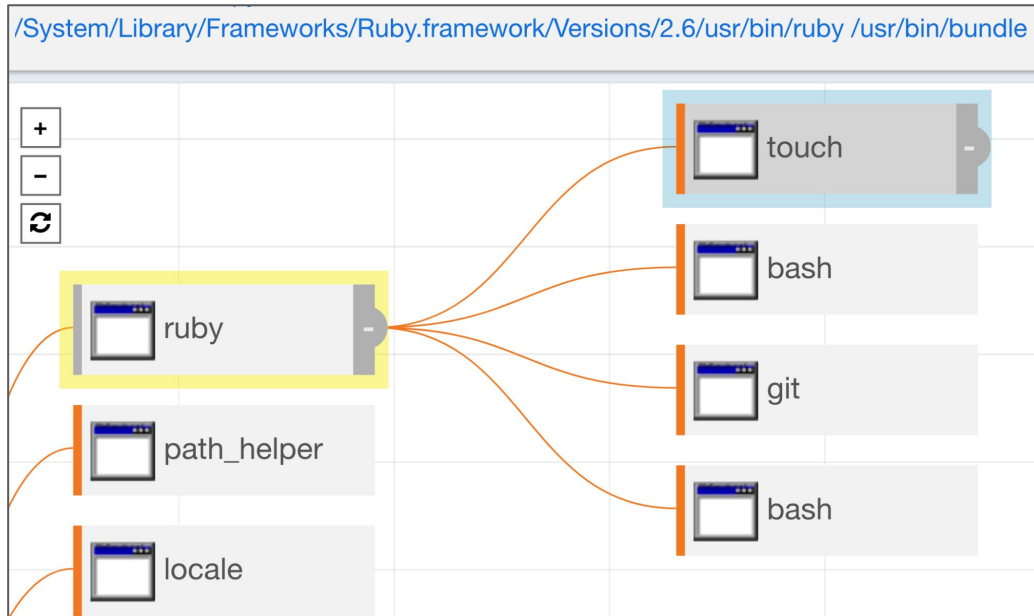 /System/Library/Frameworks/Ruby.framework/Versions/2.6/usr/bin/ruby /usr/bin/bundle
+
-
touch
-
bash
ruby
-
git
path_helper
bash
locale